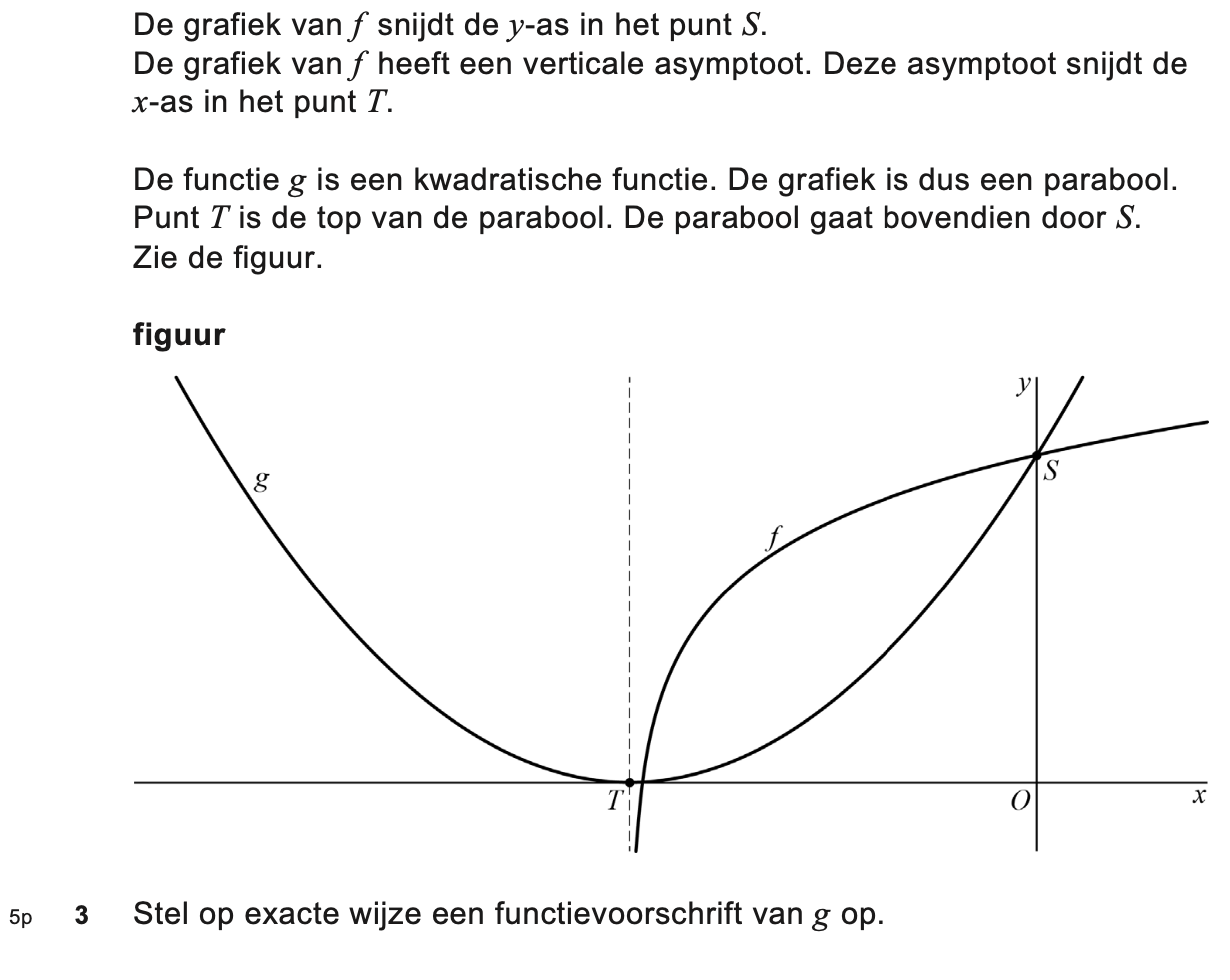 De grafiek van f snijdt de y-as in het punt S.
De grafiek van f heeft een verticale asymptoot. Deze asymptoot snijdt de
x-as in het punt T.
De functie g is een kwadratische functie. De grafiek is dus een parabool.
Punt T is de top van de parabool. De parabool gaat bovendien door S.
Zie de figuur.
figuur
y
g
S
f
T
O
x
5p 3 Stel op exacte wijze een functievoorschrift van g op.